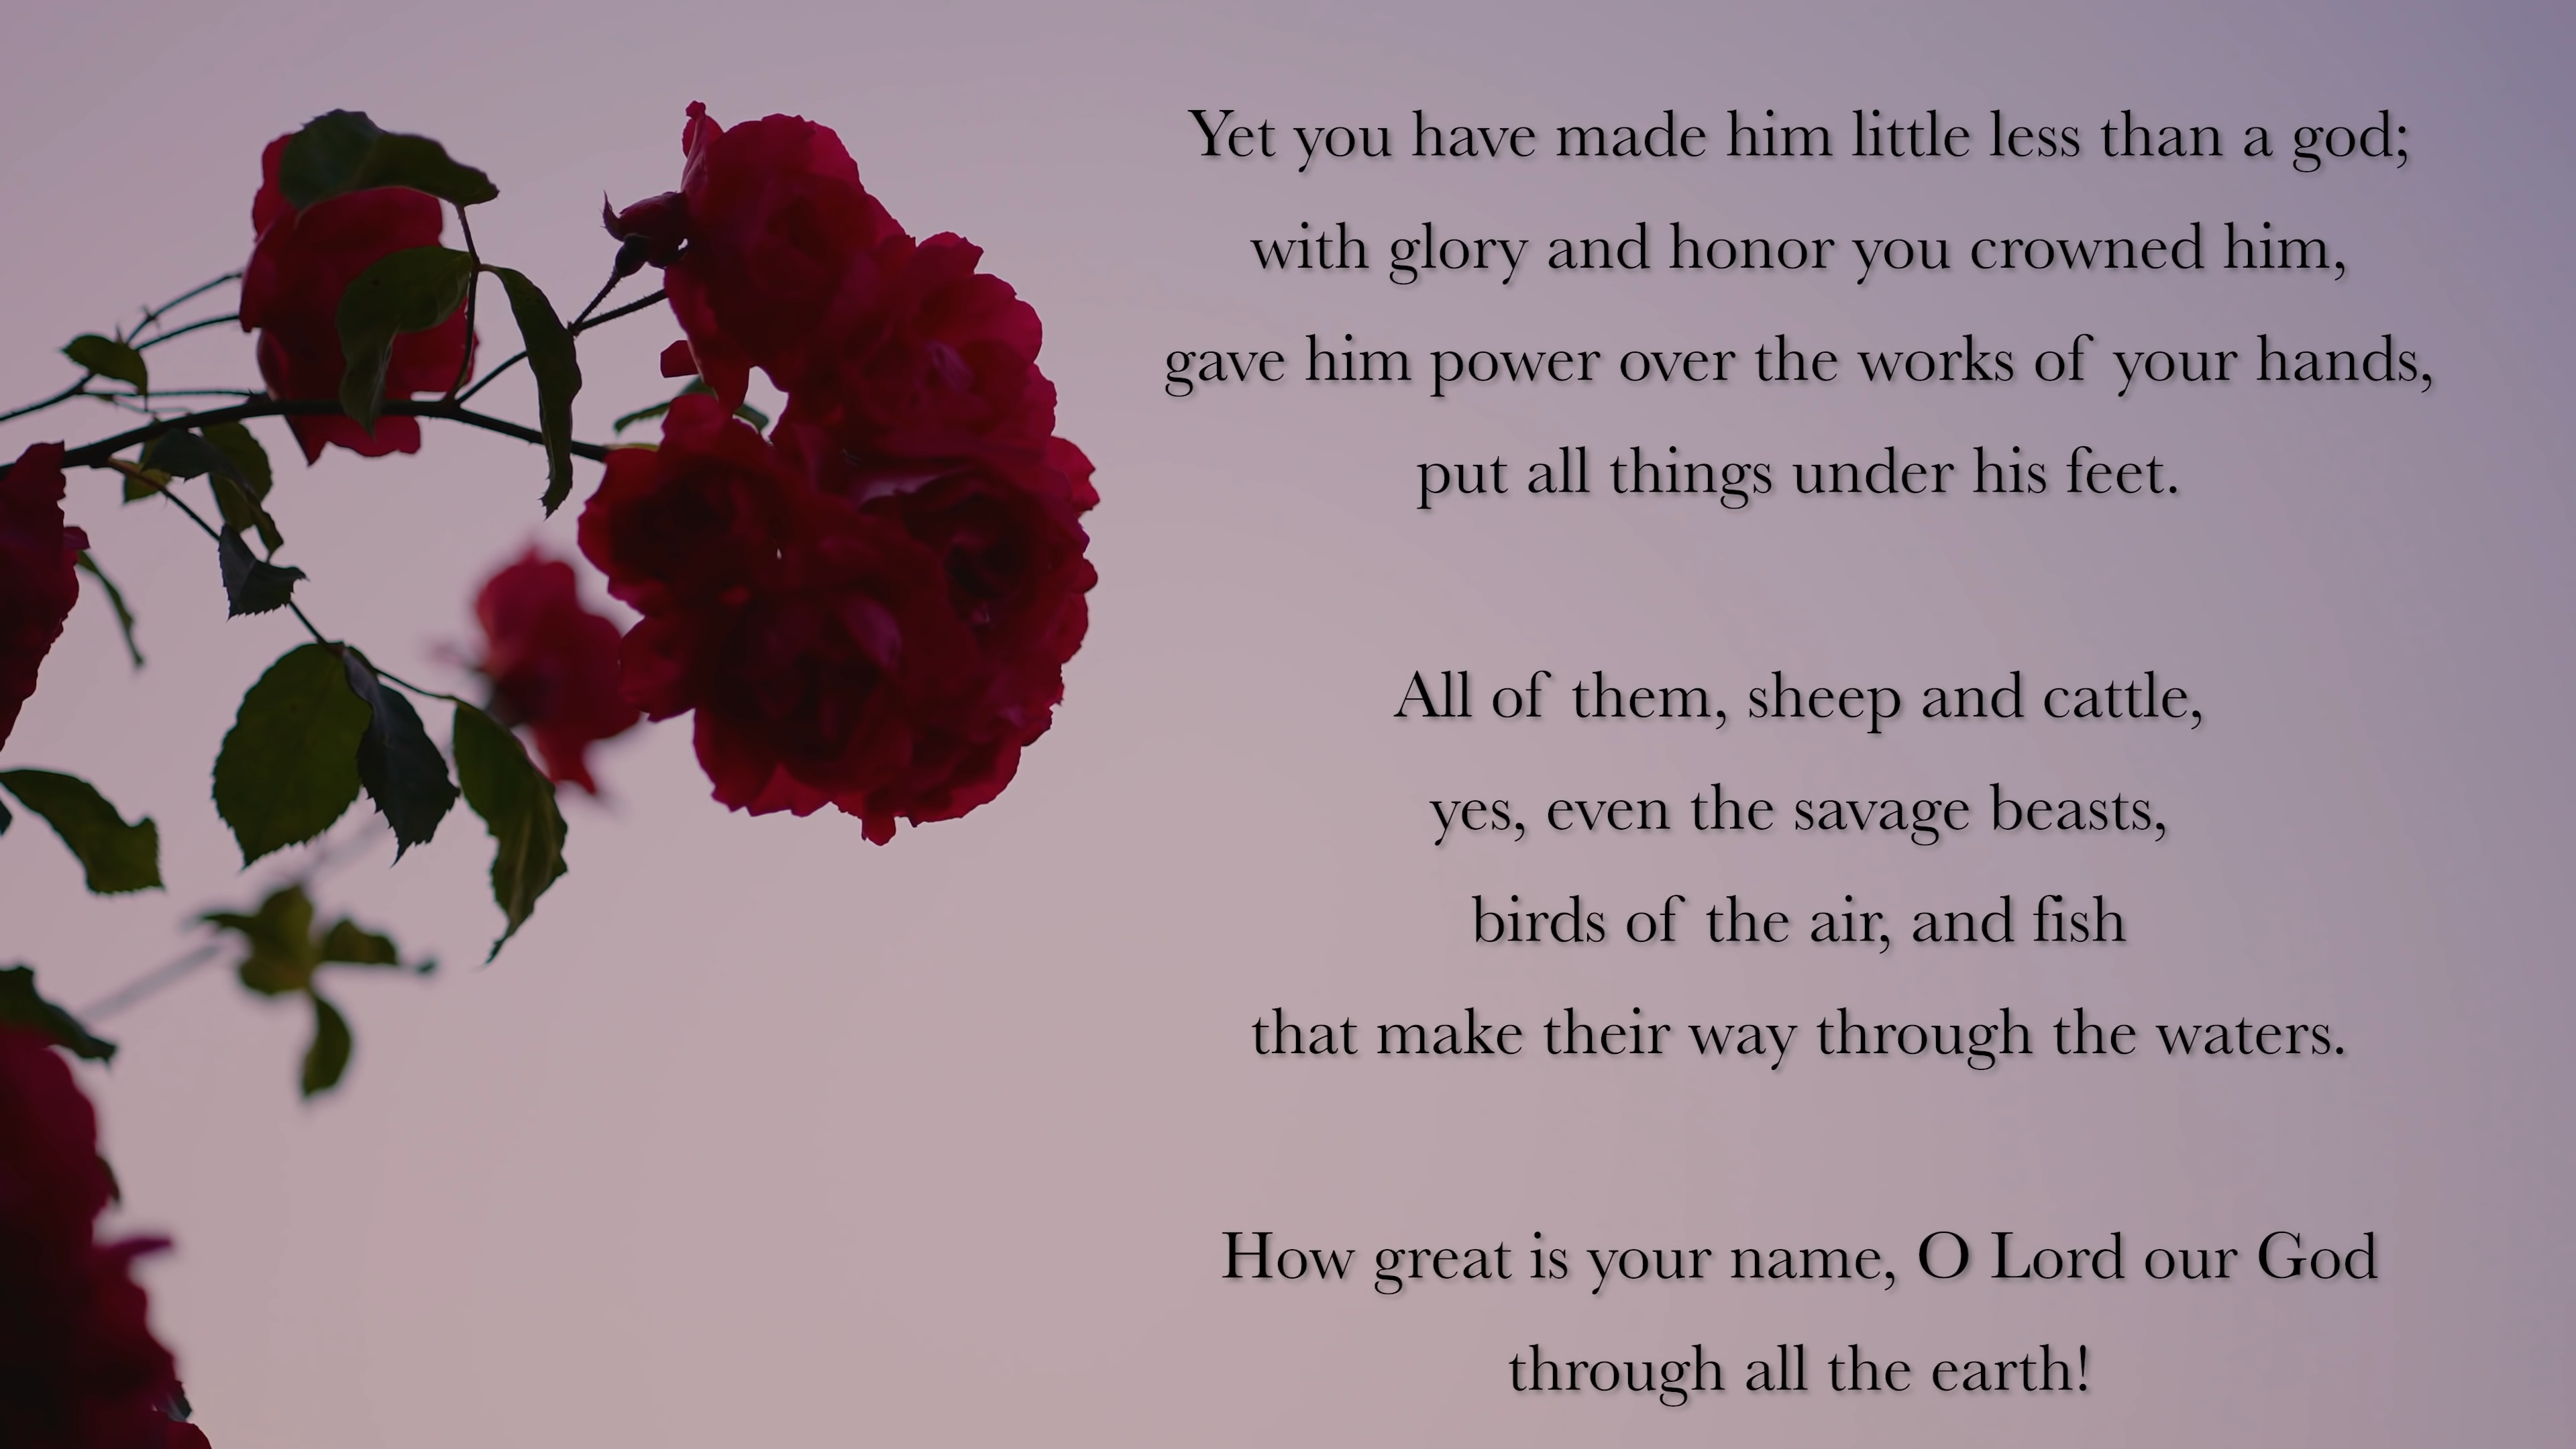 Yet you have made him little less than a god;
with glory and honor you crowned him,
gave him power over the works of your hands,
put all things under his feet.
All of them, sheep and cattle,
yes, even the savage beasts,
birds of the air, and fish
that make their way through the waters.
How great is your name, O Lord our God
through all the earth!